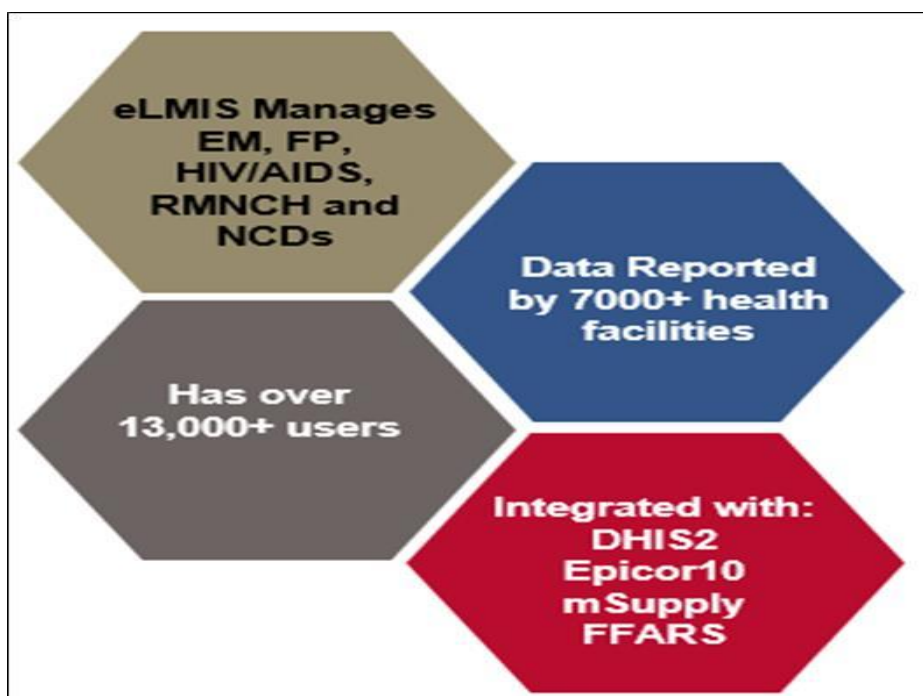 eLMIS Manages
EM, FP,
HIV/AIDS,
RMNCH and
NCDs
Data Reported
by 7000+ health
facilities
Has over
13,000+ users
Integrated with:
DHIS2
Epicor10
mSupply
FFARS